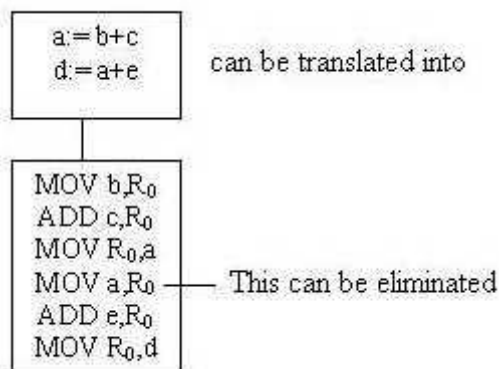 a:= b+c
d:= a+e
can be translated into
MOV b,R₀
ADD c,R₀
MOV R₀,a
MOV a,R₀
This can be eliminated
ADD e,R₀
MOV R₀,d